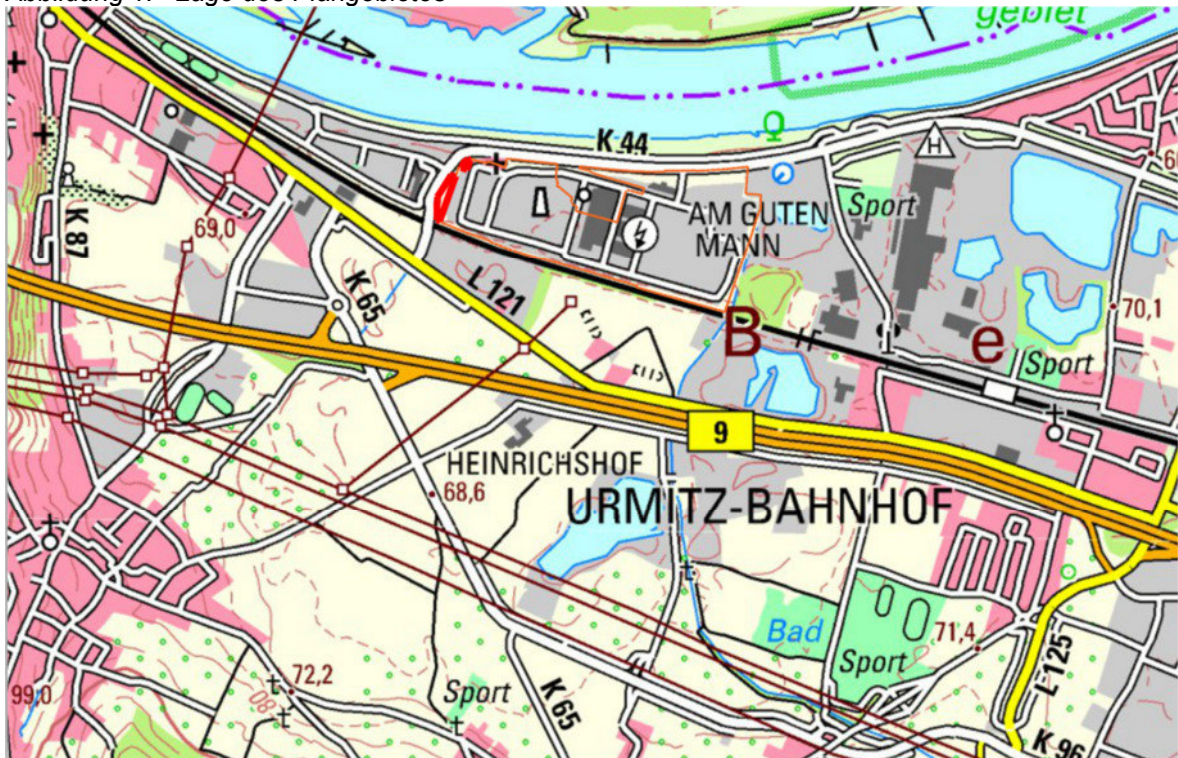 gebiet
K 44
H
K 87
69,0
AM GUTEN
MANN
Sport
K 65
L 121
70,1
B
e
Sport
9
HEINRICHSHOF
68,6
URMITZ-BAHNHOF
Bad
Sport
71,4
L 125
99,0
72,2
80
Sport
K 65
K 96